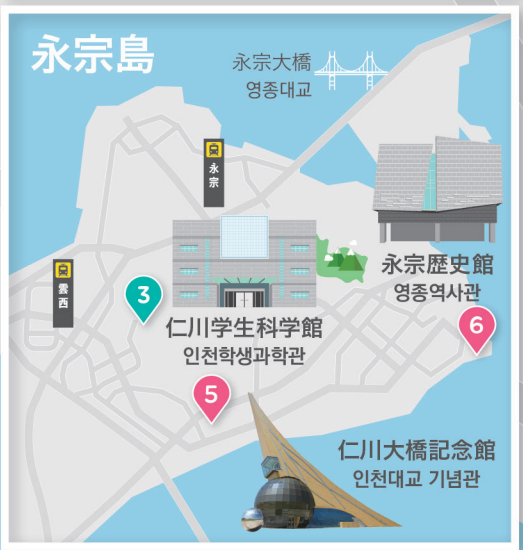 永宗島
永宗大橋
영종대교
永宗
永宗歴史館
영종역사관
雲西
3
仁川学生科学館
인천학생과학관
6
5
仁川大橋記念館
인천대교 기념관